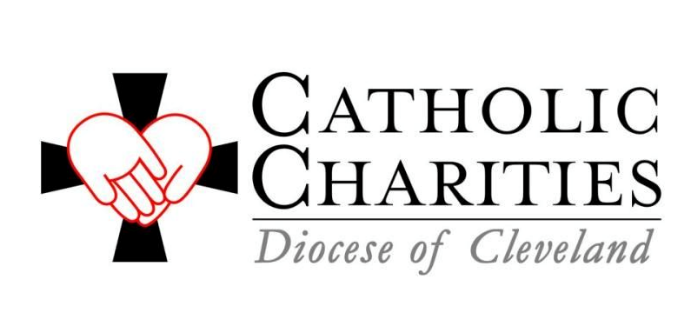 CATHOLIC
CHARITIES
Diocese of Cleveland